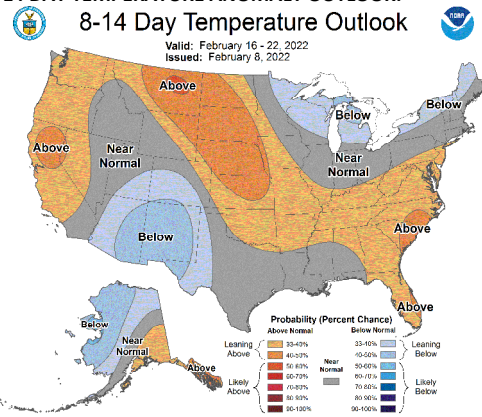 8-14 Day Temperature Outlook
Valid: February 16 - 22, 2022
Issued: February 8, 2022
NOAA
Above
Below
Below
Above
Near
Normal
Near
Normal
Below
Above
Above
Below
Near
Normal
Above
Probability (Percent Chance)
Above Normal
Below Normal
Leaning
Above
33-40%
40-50%
Near
Normal
33-40%
40-50%
Leaning
Below
Likely
Above
50-60%
60-70%
70-80%
80-90%
90-100%
50-60%
60-70%
70-80%
80-90%
90-100%
Likely
Below